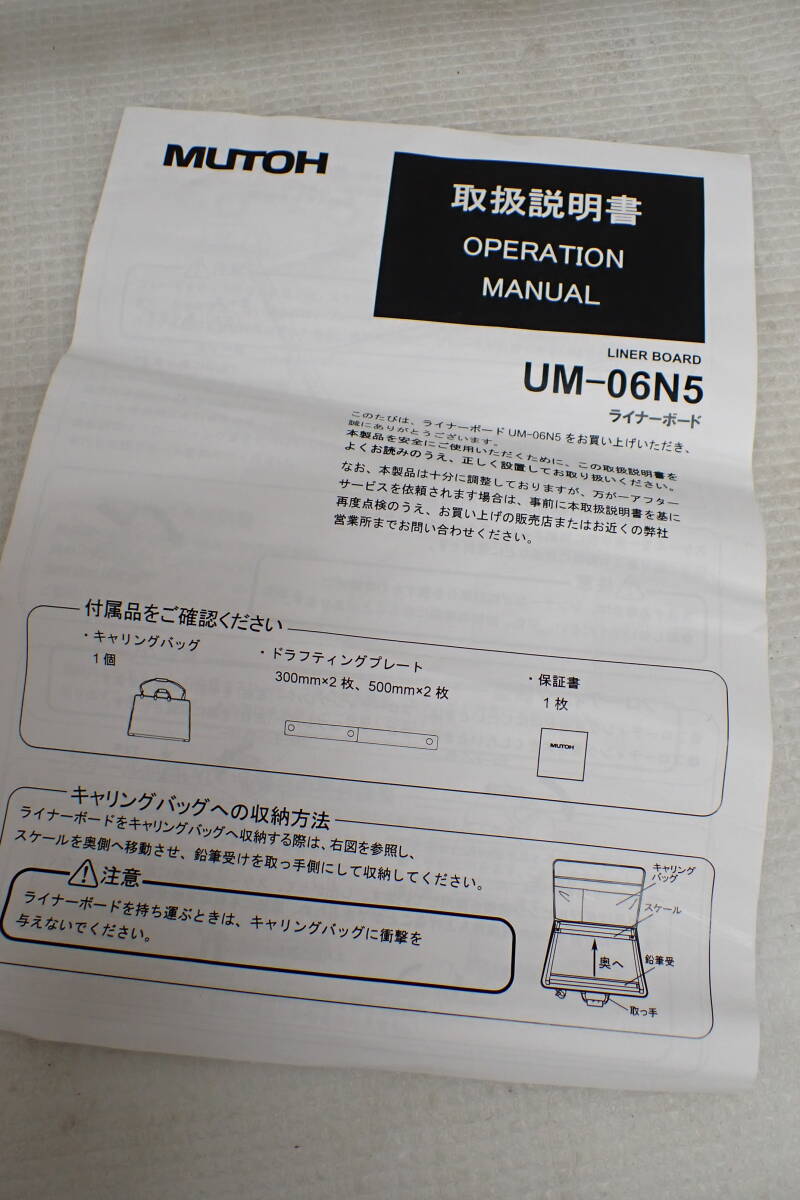 MUTOH
取扱説明書
OPERATION
MANUAL
LINER BOARD
UM-06N5
ライナーボード
このたびは、ライナーボード UM-06N5 をお買い上げいただき、
誠にありがとうございます。
本製品を安全にご使用いただくために、この取扱説明書を
よくお読みのうえ、正しく設置してお取り扱いください。
なお、本製品は十分に調整しておりますが、万が一アフター
サービスを依頼されます場合は、事前に本取扱説明書を基に
再度点検のうえ、お買い上げの販売店またはお近くの弊社
営業所までお問い合わせください。
付属品をご確認ください
・キャリングバッグ
1個
・ドラフティングプレート
300mm×2枚、500mm×2枚
・保証書
1枚
MUTOH
キャリングバッグへの収納方法
ライナーボードをキャリングバッグへ収納する際は、右図を参照し、
スケールを奥側へ移動させ、鉛筆受けを取っ手側にして収納してください。
注意
ライナーボードを持ち運ぶときは、キャリングバッグに衝撃を
与えないでください。
キャリング
バッグ
スケール
奥へ
鉛筆受
取っ手